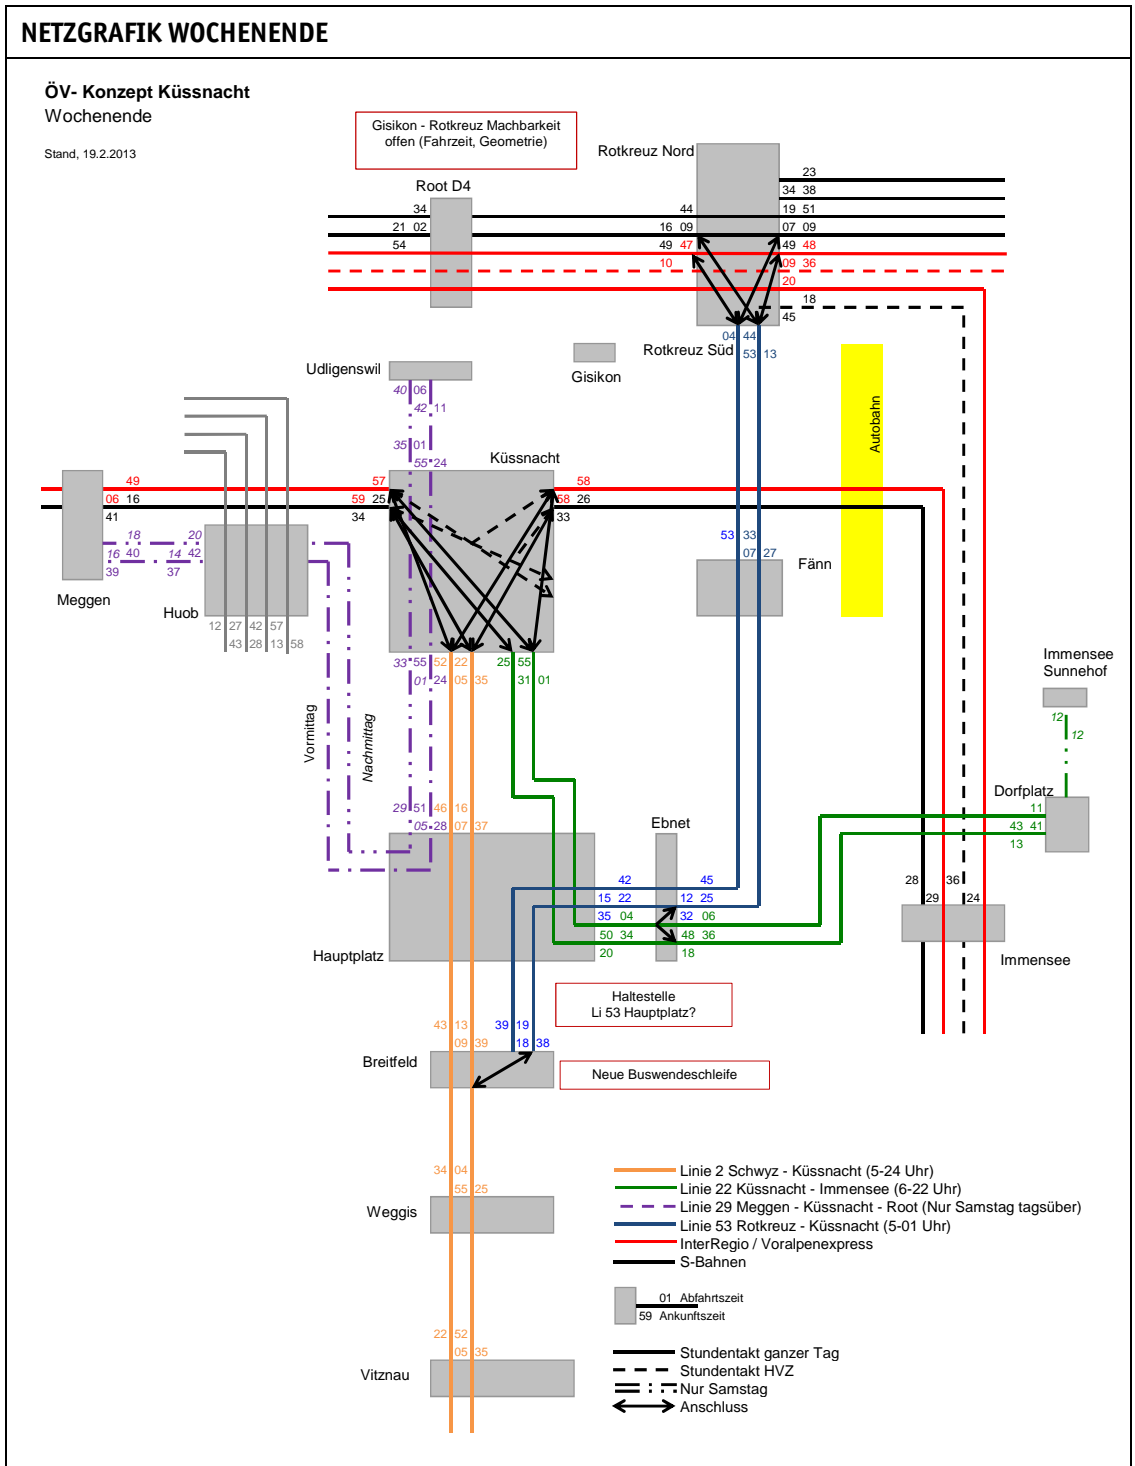 NETZGRAFIK WOCHENENDE
ÖV- Konzept Küssnacht
Wochenende
Stand, 19.2.2013
Gisikon - Rotkreuz Machbarkeit
offen (Fahrzeit, Geometrie)
Rotkreuz Nord
Root D4
23
34 38
34
44
19 51
21 02
16 09
07 09
54
49 47
49 48
10
09 36
20
18
45
04 44
Rotkreuz Süd
53 13
Gisikon
Udligenswil
40 06
42 11
Autobahn
35 01
55 24
Küssnacht
49
57
58
06 16
59 25
58 26
41
34
33
18
20
16 40
14 42
39
37
Meggen
Huob
53 33
07 27
Fänn
12 27 42 57
43 28 13 58
33 55 52 22
25 55
01 24 05 35
31 01
Immensee
Sunnehof
12
12
Vormittag
Nachmittag
Dorfplatz
29 51 46 16
05 28 07 37
Ebnet
11
43 41
13
42
45
15 22
12 25
35 04
32 06
50 34
48 36
20
18
28
36
29
24
Hauptplatz
Immensee
Haltestelle
Li 53 Hauptplatz?
43 13
39 19
09 39
18 38
Breitfeld
Neue Buswendeschleife
34 04
55 25
Weggis
Linie 2 Schwyz - Küssnacht (5-24 Uhr)
Linie 22 Küssnacht - Immensee (6-22 Uhr)
Linie 29 Meggen - Küssnacht - Root (Nur Samstag tagsüber)
Linie 53 Rotkreuz - Küssnacht (5-01 Uhr)
InterRegio / Voralpenexpress
S-Bahnen
01 Abfahrtszeit
59 Ankunftszeit
22 52
05 35
Vitznau
Stundentakt ganzer Tag
Stundentakt HVZ
Nur Samstag
Anschluss